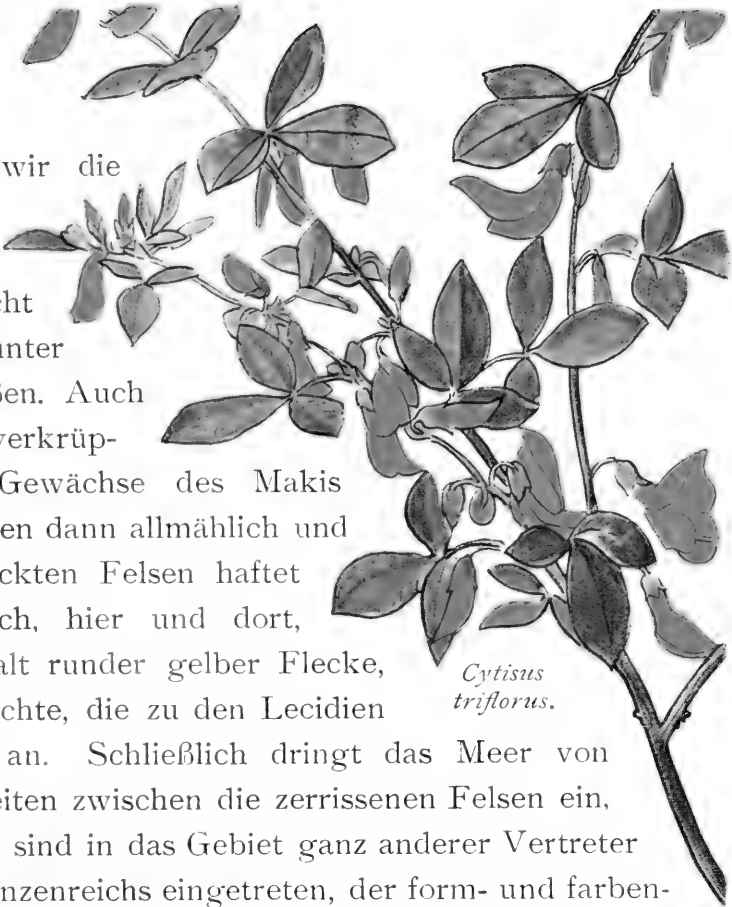 wir die
cht
unter
ßen. Auch
verkrüp-
Gewächse des Makis
en dann allmählich und
ckten Felsen haftet
ch, hier und dort,
alt runder gelber Flecke,
Cytisus
chte, die zu den Lecidien
triflorus.
an. Schließlich dringt das Meer von
eiten zwischen die zerrissenen Felsen ein,
sind in das Gebiet ganz anderer Vertreter
nzenreichs eingetreten, der form- und farben-